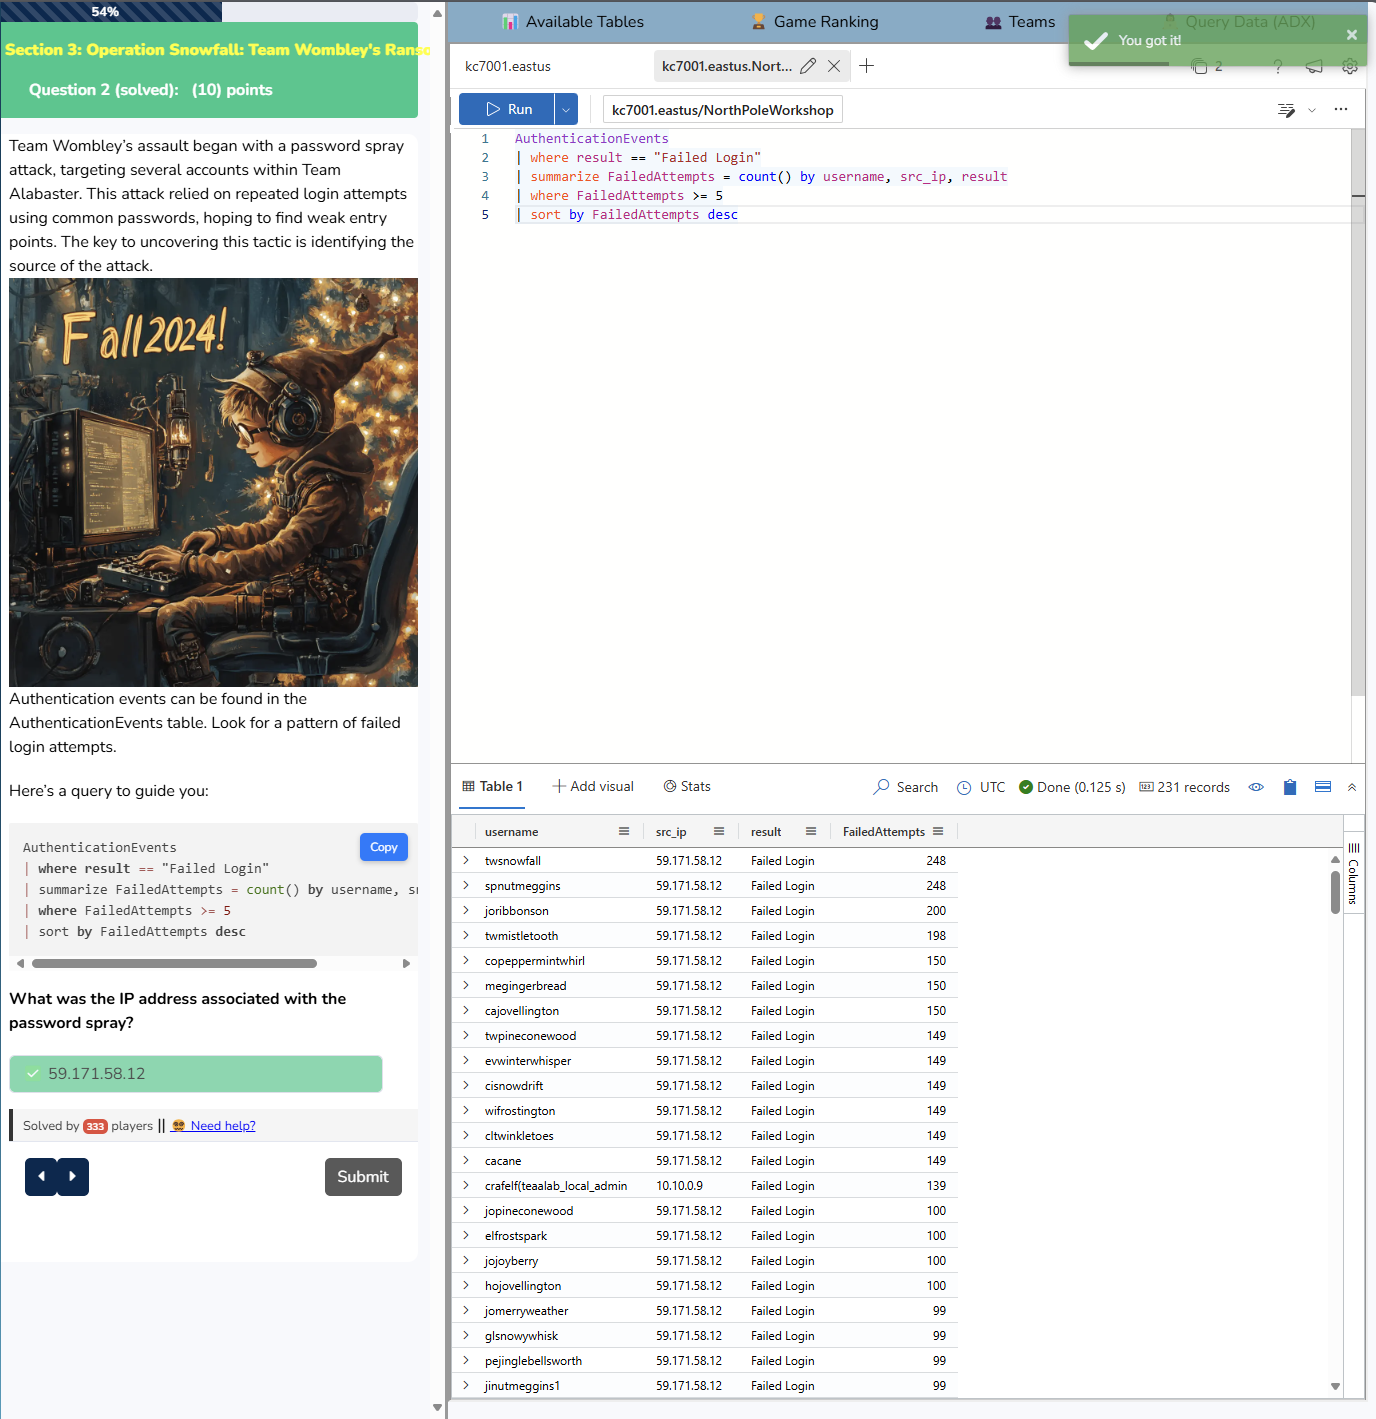 54%
Section 3: Operation Snowfall: Team Wombley's Ranso
Question 2 (solved): (10) points
Team Wombley’s assault began with a password spray
attack, targeting several accounts within Team
Alabaster. This attack relied on repeated login attempts
using common passwords, hoping to find weak entry
points. The key to uncovering this tactic is identifying the
source of the attack.
Fall2024!
Authentication events can be found in the
AuthenticationEvents table. Look for a pattern of failed
login attempts.
Here’s a query to guide you:
Copy
AuthenticationEvents
| where result == "Failed Login"
| summarize FailedAttempts = count() by username, sr
| where FailedAttempts >= 5
| sort by FailedAttempts desc
What was the IP address associated with the
password spray?
59.171.58.12
Solved by 333 players || Need help?
Submit
Available Tables
Game Ranking
Teams
Query Data (ADX)
You got it!
kc7001.eastus
kc7001.eastus.Nort...
2
Run
kc7001.eastus/NorthPoleWorkshop
1 AuthenticationEvents
2 | where result == "Failed Login"
3 | summarize FailedAttempts = count() by username, src_ip, result
4 | where FailedAttempts >= 5
5 | sort by FailedAttempts desc
Table 1
Add visual
Stats
Search
UTC
Done (0.125 s)
231 records
username src_ip result FailedAttempts
Columns
twsnowfall 59.171.58.12 Failed Login 248
spnutmeggins 59.171.58.12 Failed Login 248
joribbonson 59.171.58.12 Failed Login 200
twmistletooth 59.171.58.12 Failed Login 198
copeppermintwhirl 59.171.58.12 Failed Login 150
megingerbread 59.171.58.12 Failed Login 150
cajovellington 59.171.58.12 Failed Login 150
twpineconewood 59.171.58.12 Failed Login 149
evwinterwhisper 59.171.58.12 Failed Login 149
cisnowdrift 59.171.58.12 Failed Login 149
wifrostington 59.171.58.12 Failed Login 149
cltwinkletoes 59.171.58.12 Failed Login 149
cacane 59.171.58.12 Failed Login 149
crafelf(teaalab_local_admin 10.10.0.9 Failed Login 139
jopineconewood 59.171.58.12 Failed Login 100
elfrostspark 59.171.58.12 Failed Login 100
jojoyberry 59.171.58.12 Failed Login 100
hojovellington 59.171.58.12 Failed Login 100
jomerryweather 59.171.58.12 Failed Login 99
glsnowywhisk 59.171.58.12 Failed Login 99
pejinglebellsworth 59.171.58.12 Failed Login 99
jinutmeggins1 59.171.58.12 Failed Login 99